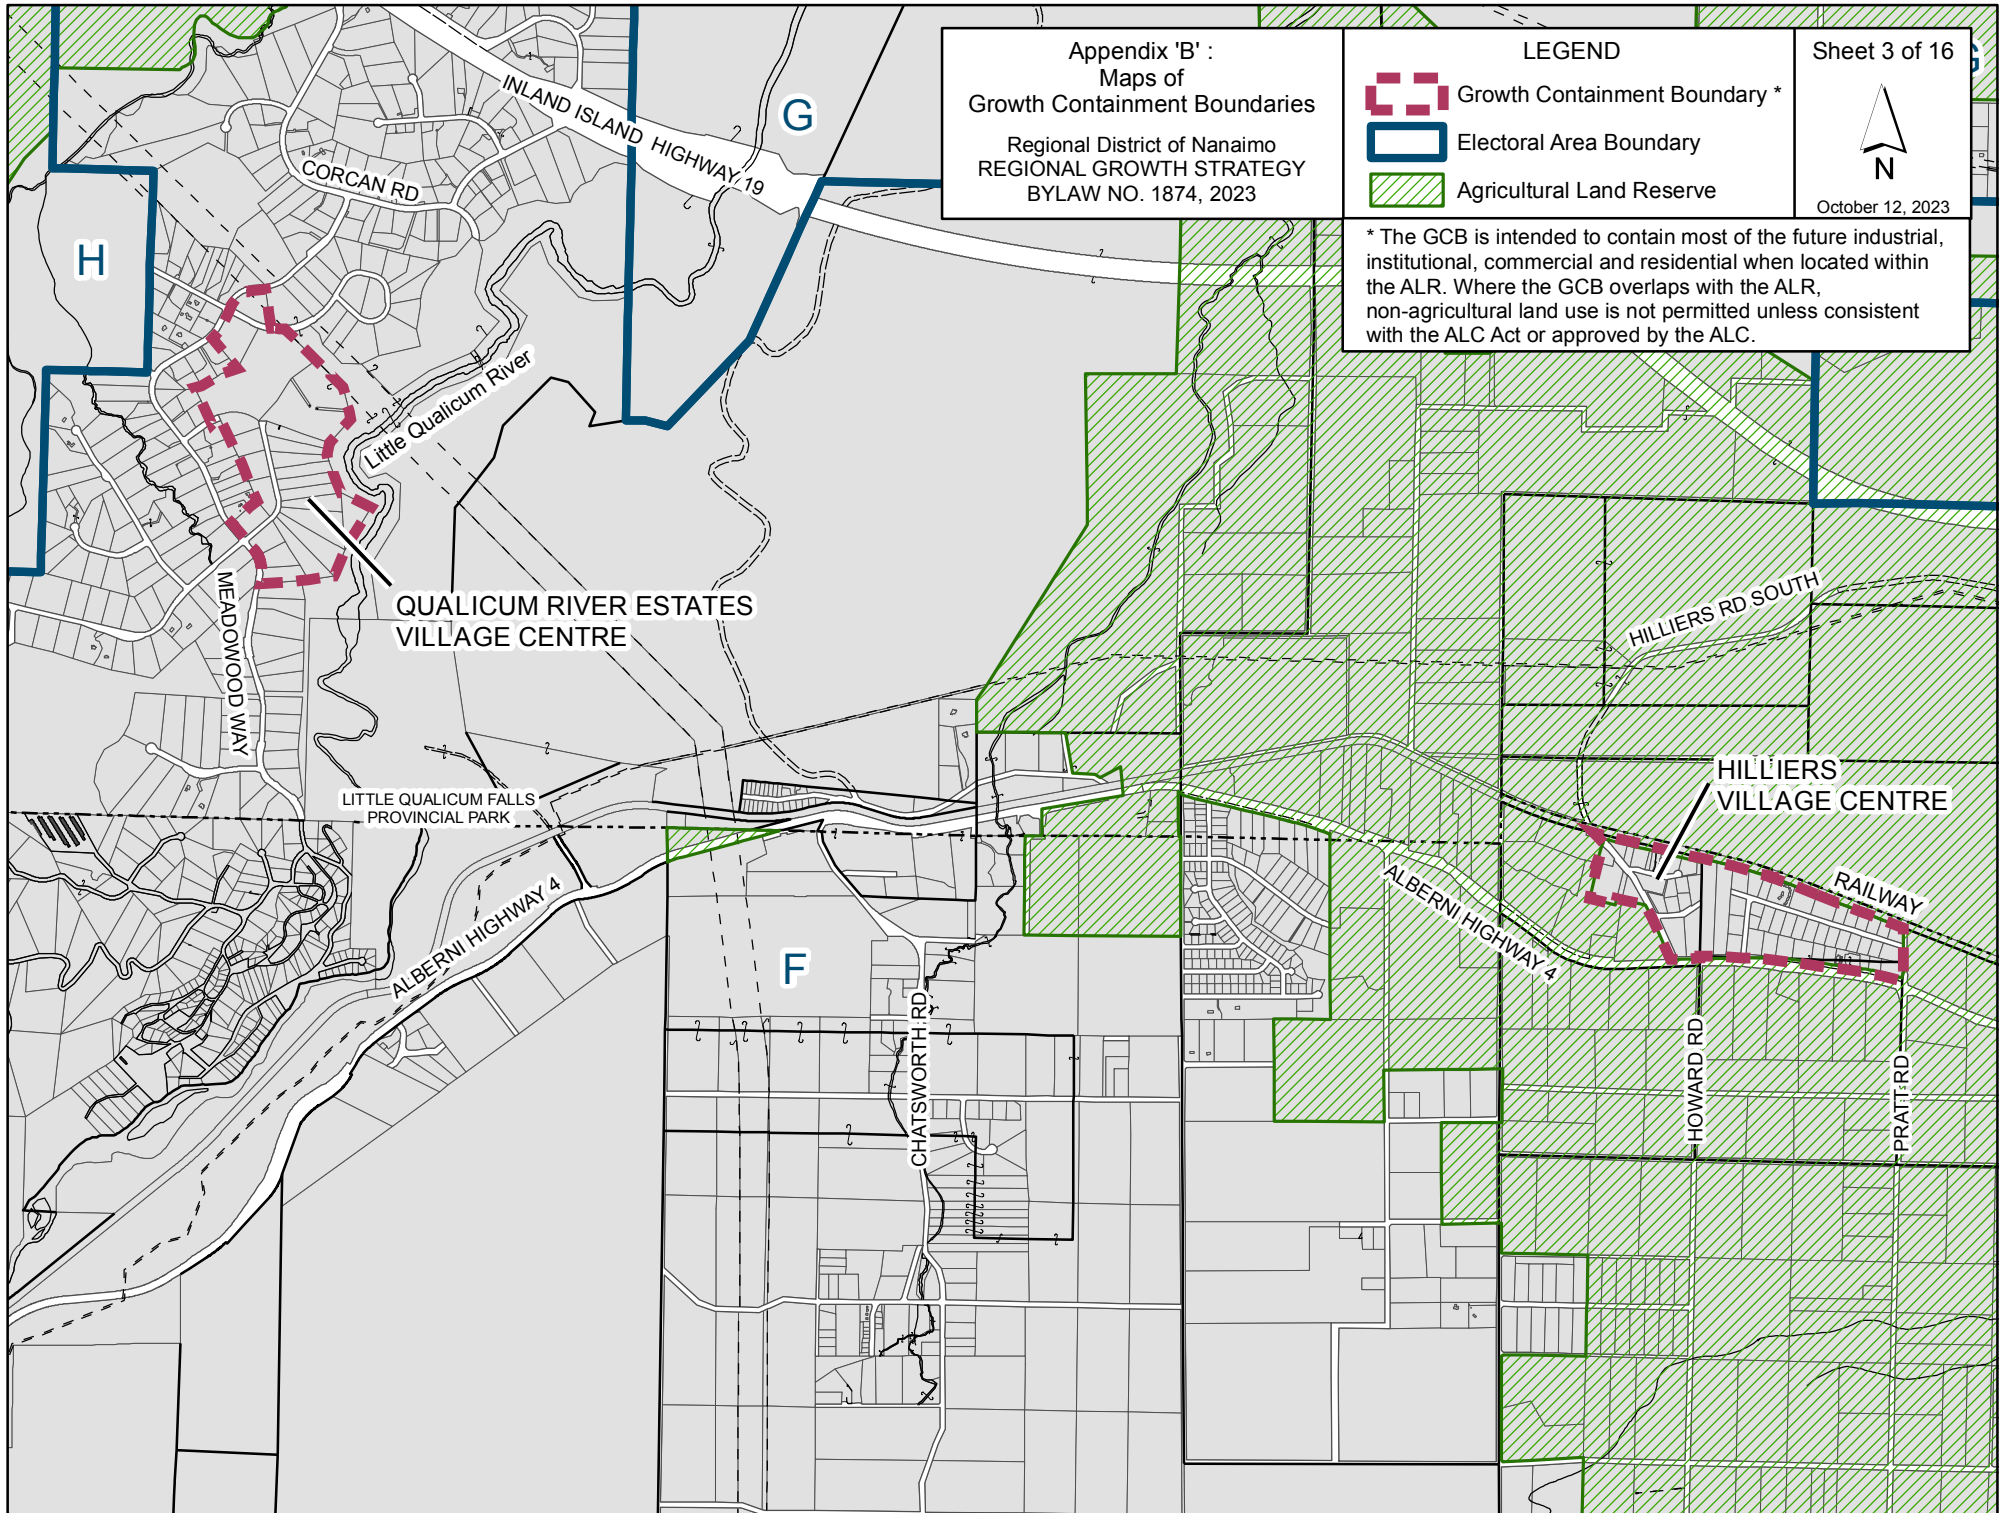 Appendix 'B' :
Maps of
Growth Containment Boundaries
Regional District of Nanaimo
REGIONAL GROWTH STRATEGY
BYLAW NO. 1874, 2023
LEGEND
Growth Containment Boundary *
Electoral Area Boundary
Agricultural Land Reserve
Sheet 3 of 16
N
October 12, 2023
* The GCB is intended to contain most of the future industrial,
institutional, commercial and residential when located within
the ALR. Where the GCB overlaps with the ALR,
non-agricultural land use is not permitted unless consistent
with the ALC Act or approved by the ALC.
G
G
INLAND ISLAND HIGHWAY 19
CORCAN RD
H
Little Qualicum River
QUALICUM RIVER ESTATES
VILLAGE CENTRE
MEADOWOOD WAY
HILLIERS RD SOUTH
LITTLE QUALICUM FALLS
PROVINCIAL PARK
HILLIERS
VILLAGE CENTRE
RAILWAY
ALBERNI HIGHWAY 4
ALBERNI HIGHWAY 4
F
CHATSWORTH RD
HOWARD RD
PRATT RD